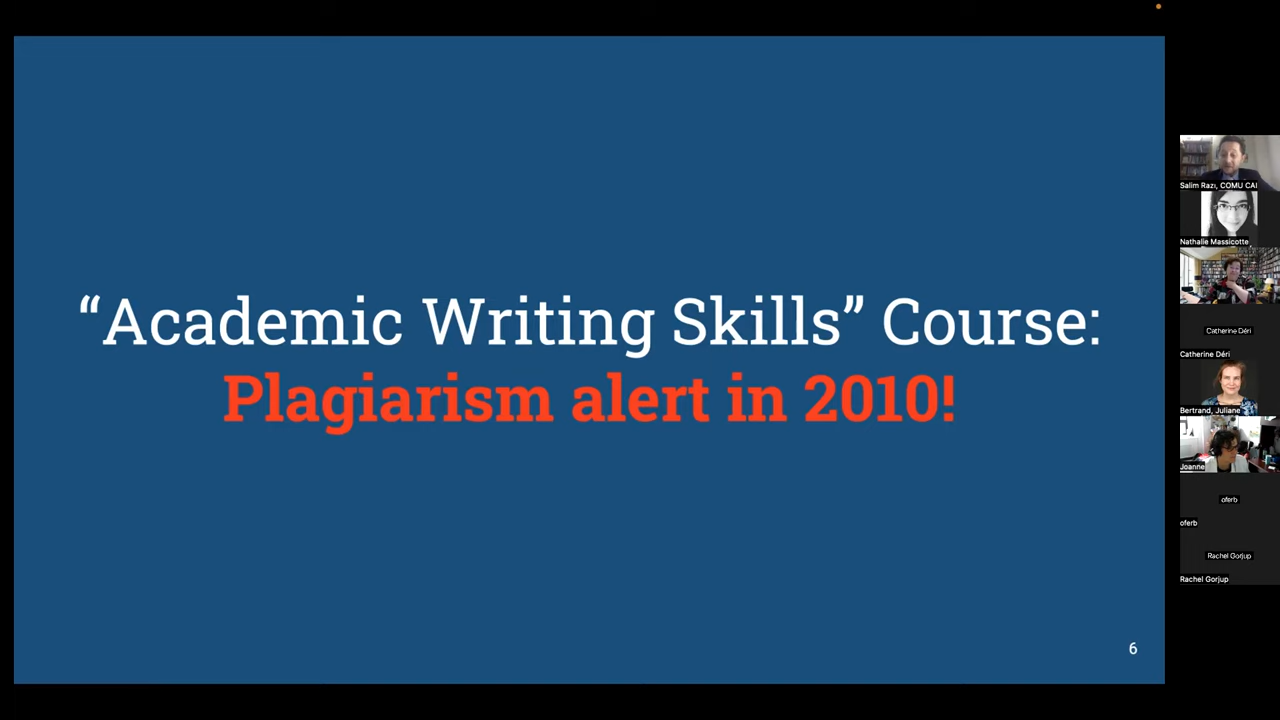 “Academic Writing Skills” Course:
Plagiarism alert in 2010!
6
Salim Razı, COMU CAI
Nathalie Massicotte
Catherine Déri
Catherine Déri
Bertrand, Juliane
Joanne
oferb
oferb
Rachel Gorjup
Rachel Gorjup